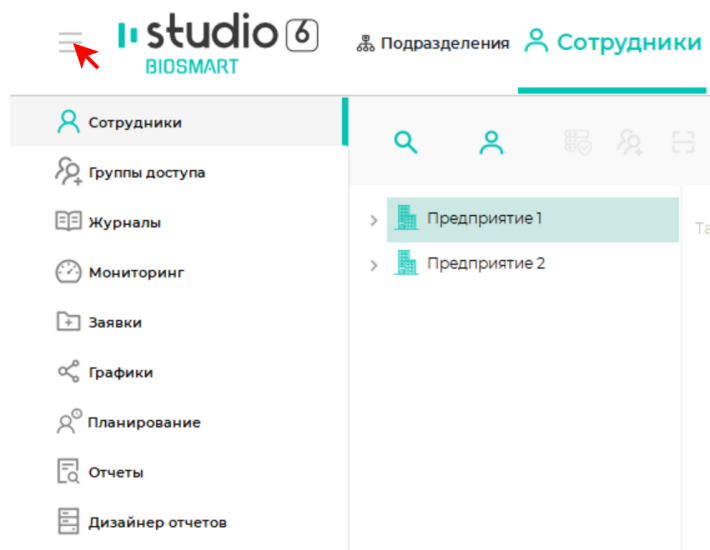 studio 6
BIOSMART
Подразделения
Сотрудники
Сотрудники
Группы доступа
Журналы
Мониторинг
Заявки
Графики
Планирование
Отчеты
Дизайнер отчетов
Предприятие 1
Предприятие 2